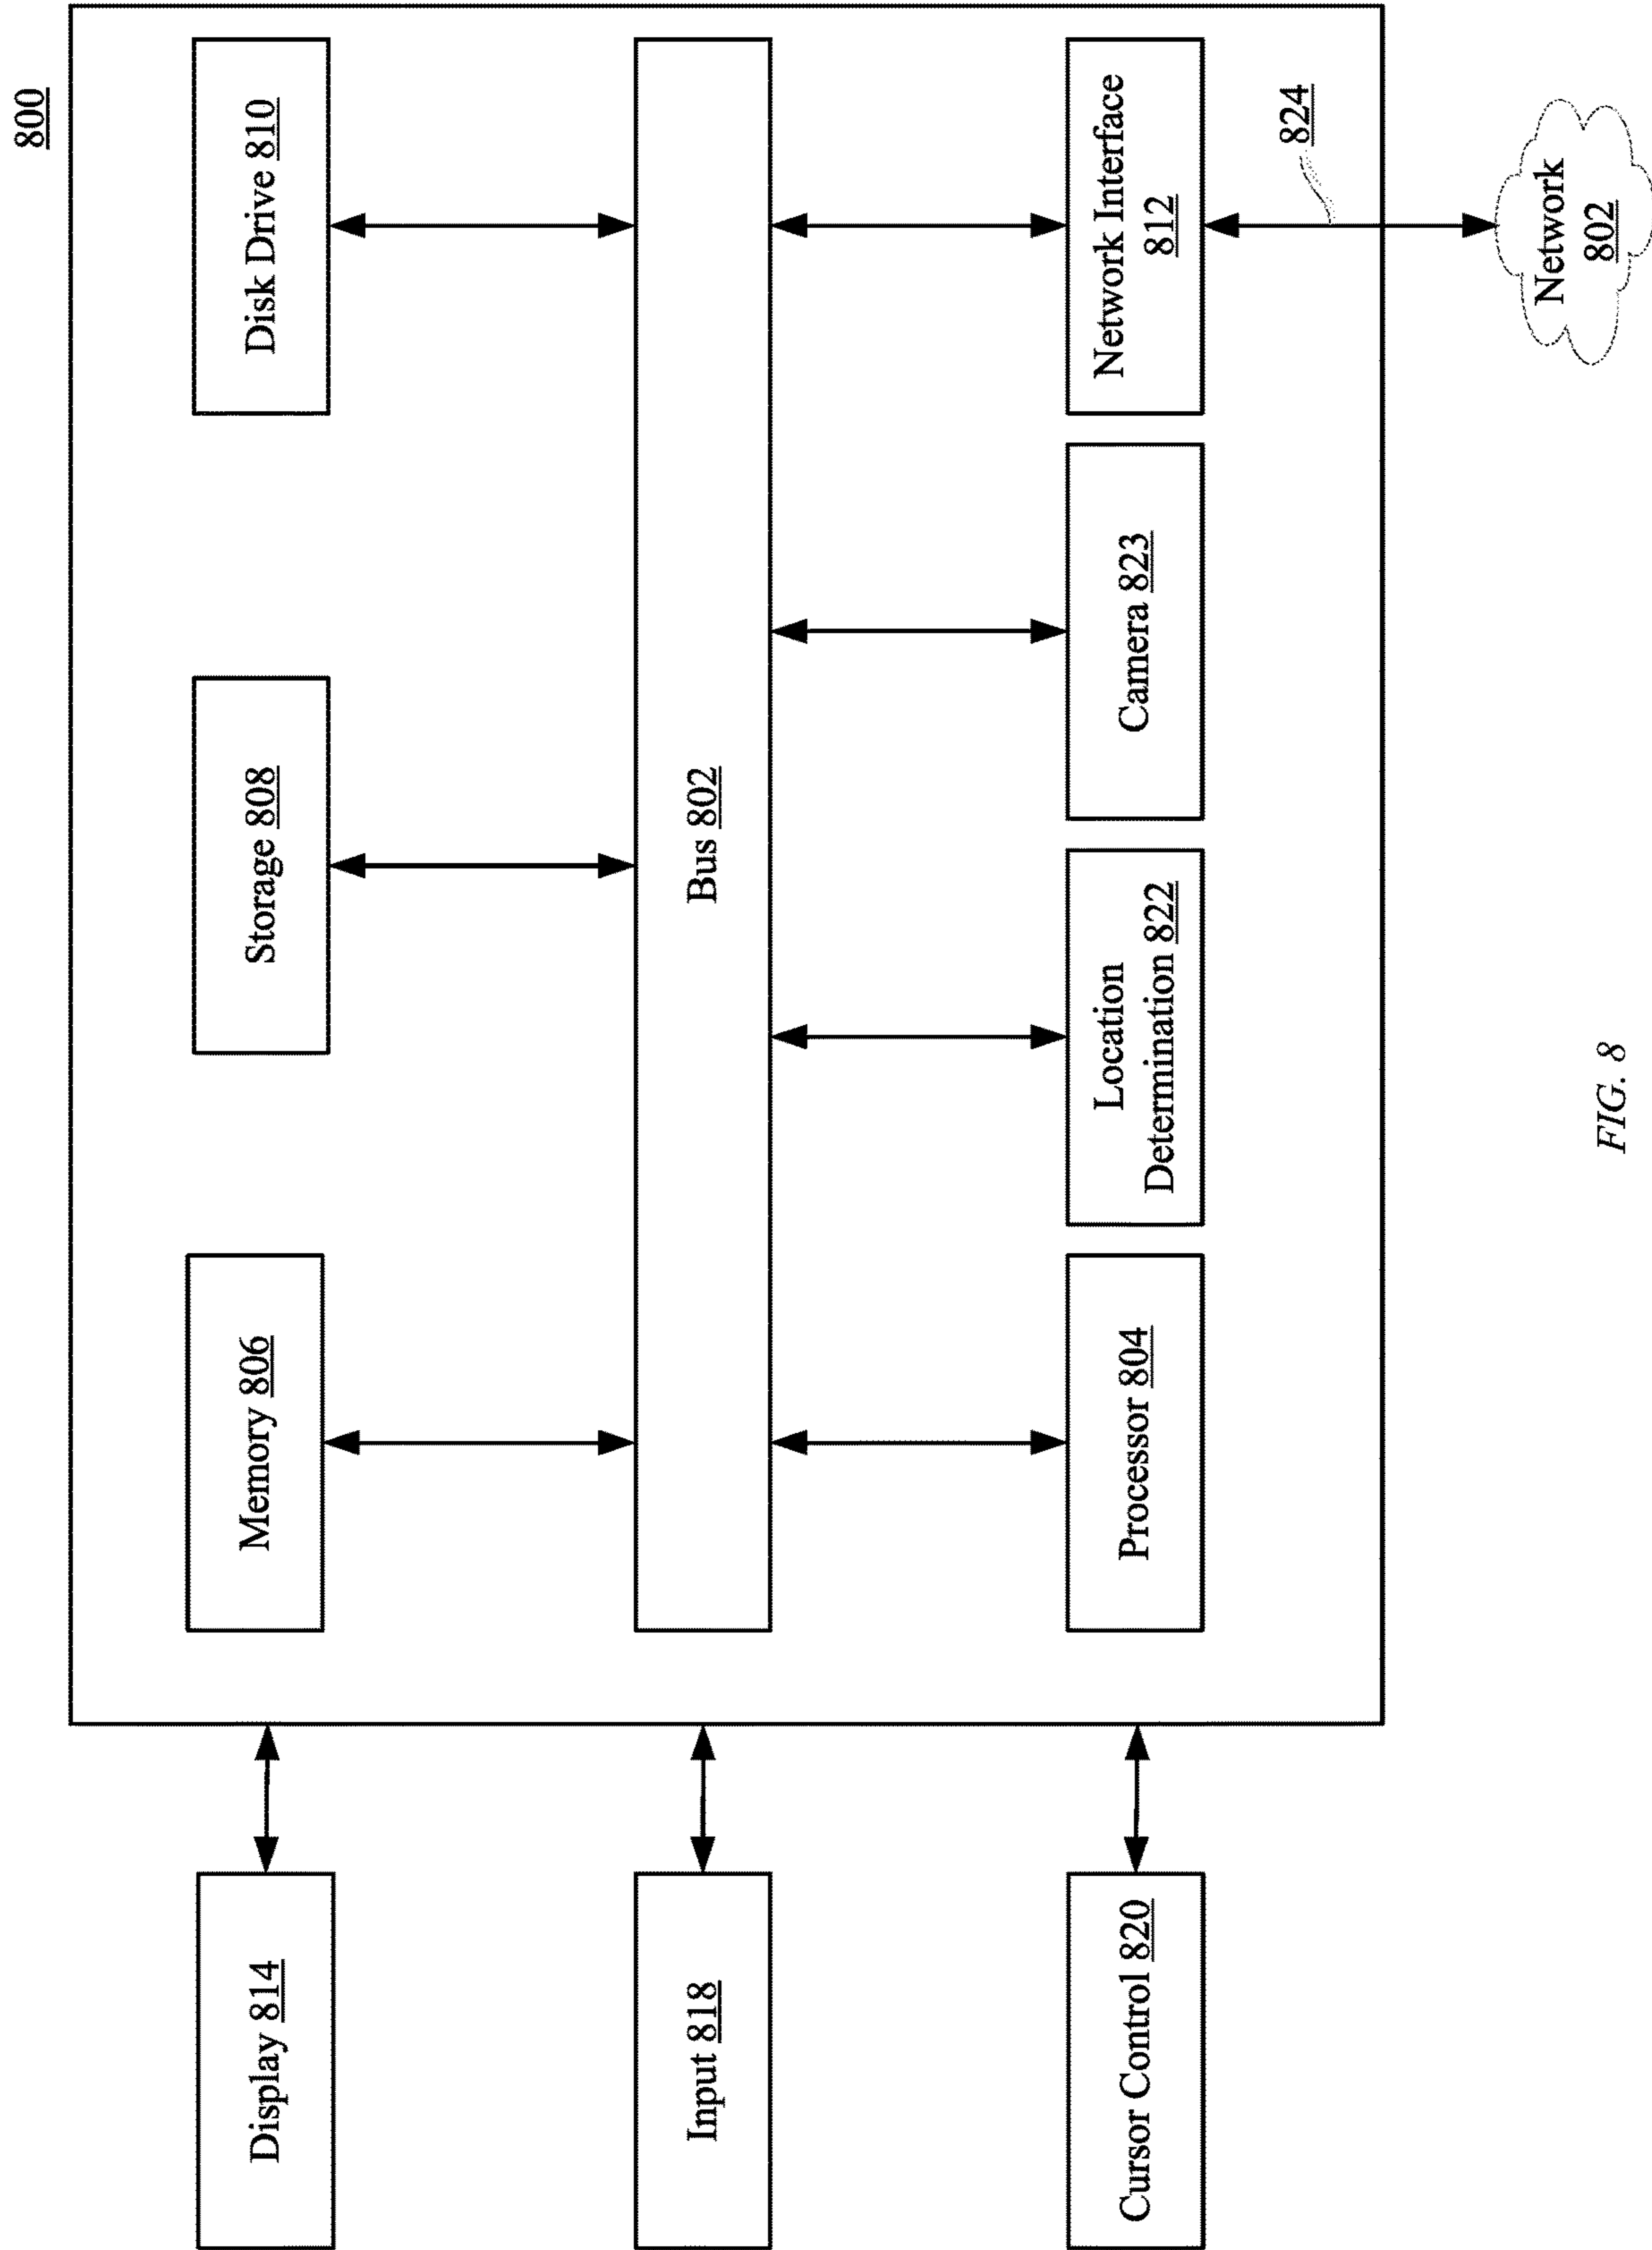 800
Display 814
Memory 806
Storage 808
Disk Drive 810
Input 818
Bus 802
Cursor Control 820
Processor 804
Location
Determination 822
Camera 823
Network Interface
812
824
Network
802
FIG. 8